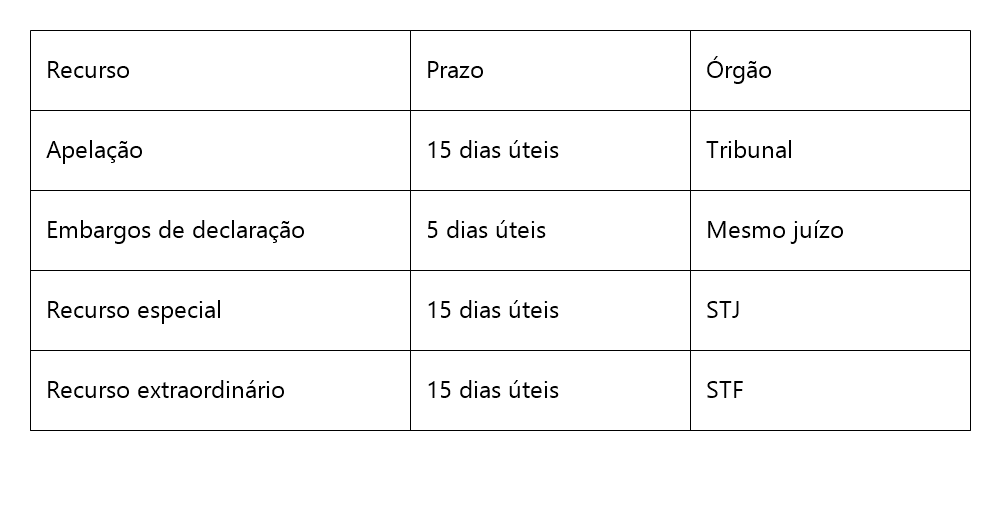 Recurso Prazo Órgão
Apelação 15 dias úteis Tribunal
Embargos de declaração 5 dias úteis Mesmo juízo
Recurso especial 15 dias úteis STJ
Recurso extraordinário 15 dias úteis STF